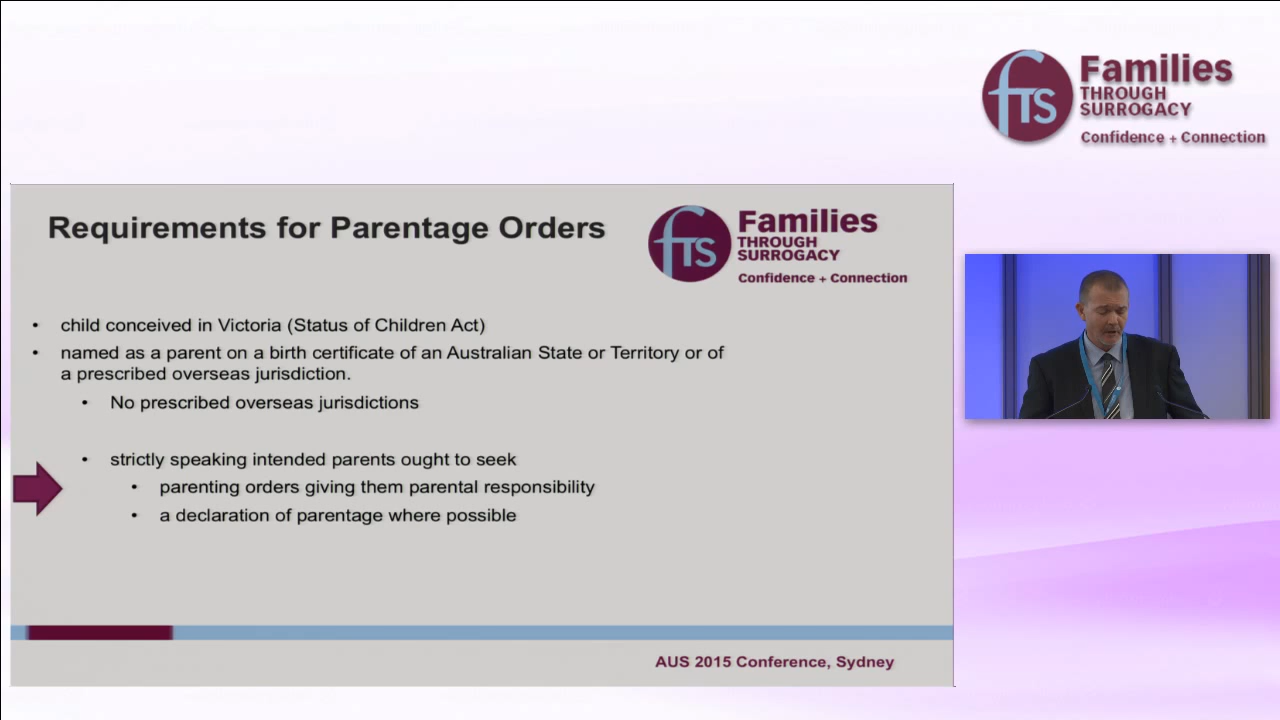 fTS
Families
THROUGH
SURROGACY
Confidence + Connection
Requirements for Parentage Orders
fTS
Families
THROUGH
SURROGACY
Confidence + Connection
• child conceived in Victoria (Status of Children Act)
• named as a parent on a birth certificate of an Australian State or Territory or of
a prescribed overseas jurisdiction.
• No prescribed overseas jurisdictions
• strictly speaking intended parents ought to seek
• parenting orders giving them parental responsibility
• a declaration of parentage where possible
AUS 2015 Conference, Sydney